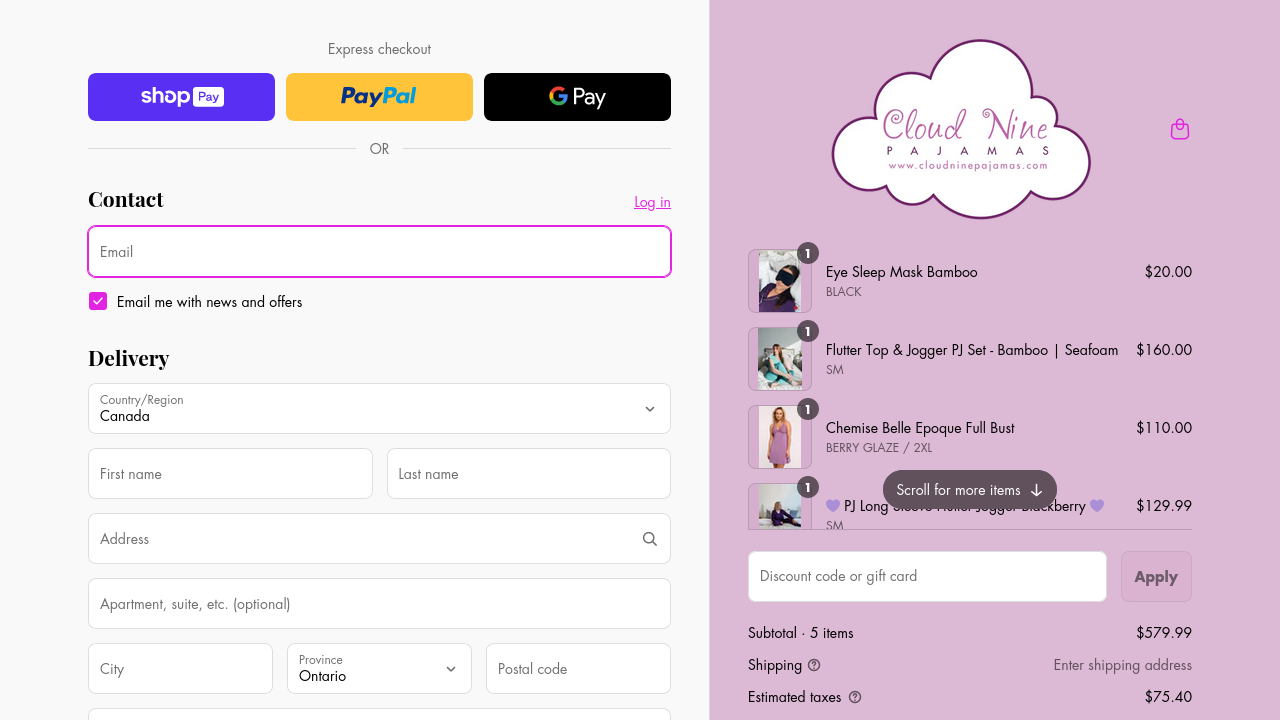 Express checkout
shop Pay
PayPal
G Pay
OR
Contact
Log in
Email
Email me with news and offers
Delivery
Country/Region
Canada
First name
Last name
Address
Apartment, suite, etc. (optional)
City
Province
Ontario
Postal code
Cloud Nine
PAJAMAS
www.cloudninepajamas.com
1
Eye Sleep Mask Bamboo
$20.00
BLACK
1
Flutter Top & Jogger PJ Set - Bamboo | Seafoam
$160.00
SM
1
Chemise Belle Epoque Full Bust
$110.00
BERRY GLAZE / 2XL
Scroll for more items
1
💜 PJ Long Sleeve Flutter Jogger Blackberry 💜
$129.99
SM
Discount code or gift card
Apply
Subtotal · 5 items
$579.99
Shipping
Enter shipping address
Estimated taxes
$75.40